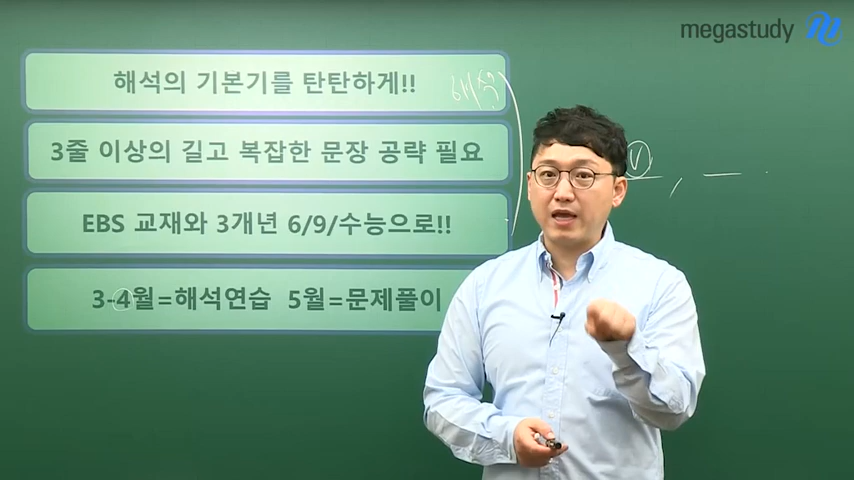 megastudy
해석의 기본기를 탄탄하게!!
해석
3줄 이상의 길고 복잡한 문장 공략 필요
V
EBS 교재와 3개년 6/9/수능으로!!
3-4월=해석연습 5월=문제풀이